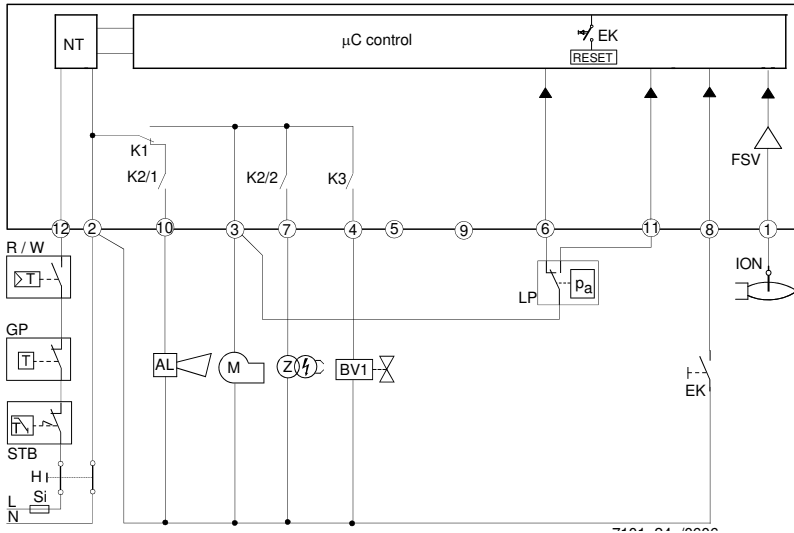 NT
µC control
EK
RESET
K1
K2/1
K2/2
K3
FSV
12
2
10
3
7
4
5
9
6
11
8
1
R / W
T
GP
T
STB
H
L
Si
N
AL
M
Z
BV1
LP
pa
EK
ION